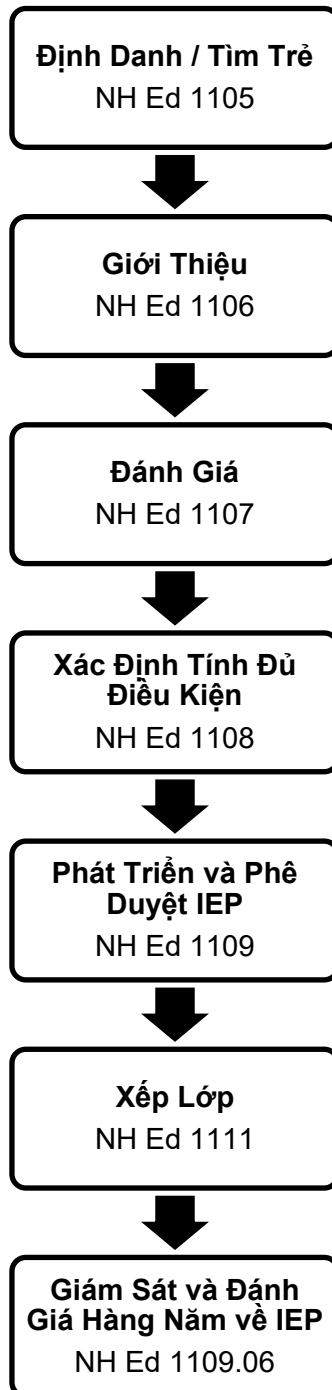 Định Danh / Tìm Trẻ
NH Ed 1105
Giới Thiệu
NH Ed 1106
Đánh Giá
NH Ed 1107
Xác Định Tính Đủ
Điều Kiện
NH Ed 1108
Phát Triển và Phê
Duyệt IEP
NH Ed 1109
Xếp Lớp
NH Ed 1111
Giám Sát và Đánh
Giá Hàng Năm về IEP
NH Ed 1109.06